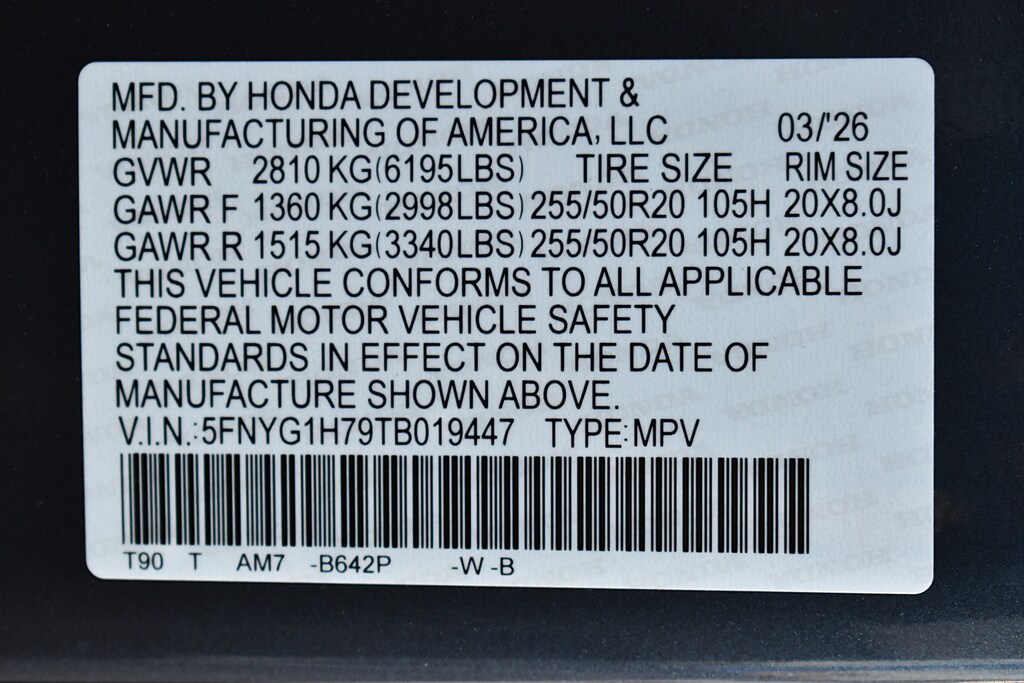 MFD. BY HONDA DEVELOPMENT &
MANUFACTURING OF AMERICA, LLC 03/'26
GVWR 2810 KG(6195LBS) TIRE SIZE RIM SIZE
GAWR F 1360 KG(2998LBS) 255/50R20 105H 20X8.0J
GAWR R 1515 KG(3340LBS) 255/50R20 105H 20X8.0J
THIS VEHICLE CONFORMS TO ALL APPLICABLE
FEDERAL MOTOR VEHICLE SAFETY
STANDARDS IN EFFECT ON THE DATE OF
MANUFACTURE SHOWN ABOVE.
V.I.N.:5FNYG1H79TB019447 TYPE:MPV
T90 T AM7 -B642P -W -B